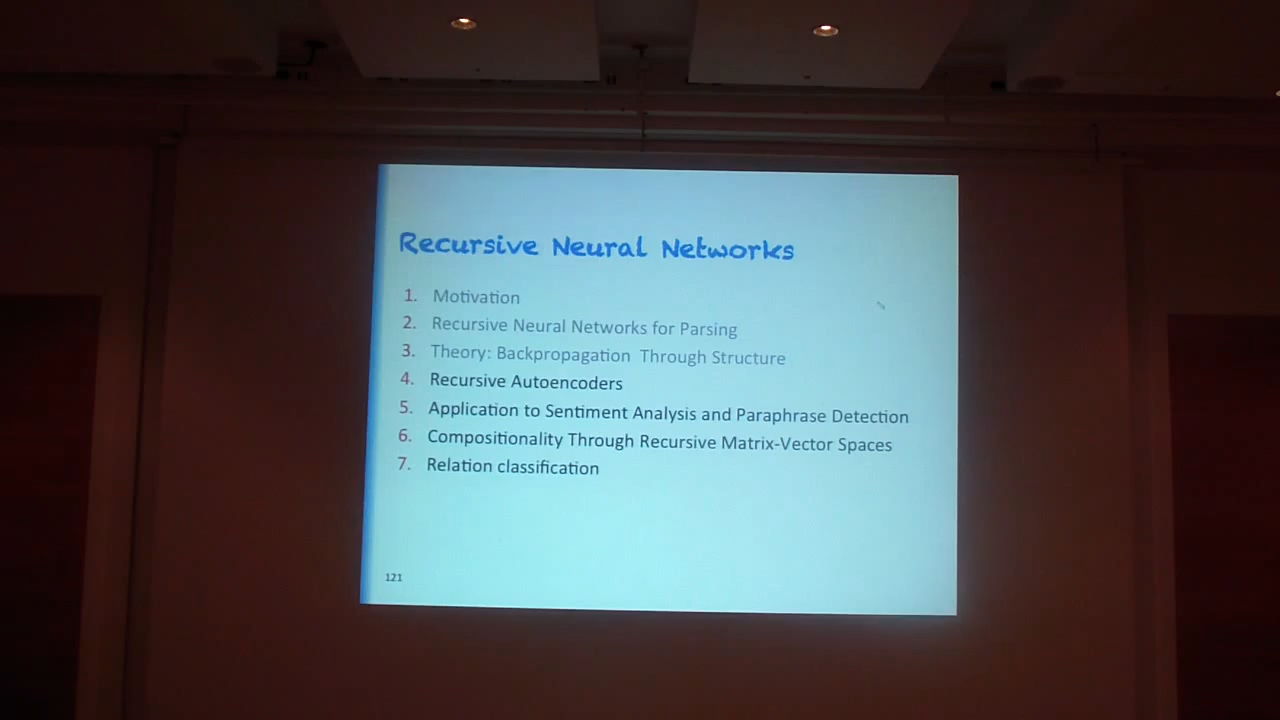 Recursive Neural Networks
1. Motivation
2. Recursive Neural Networks for Parsing
3. Theory: Backpropagation Through Structure
4. Recursive Autoencoders
5. Application to Sentiment Analysis and Paraphrase Detection
6. Compositionality Through Recursive Matrix-Vector Spaces
7. Relation classification
121